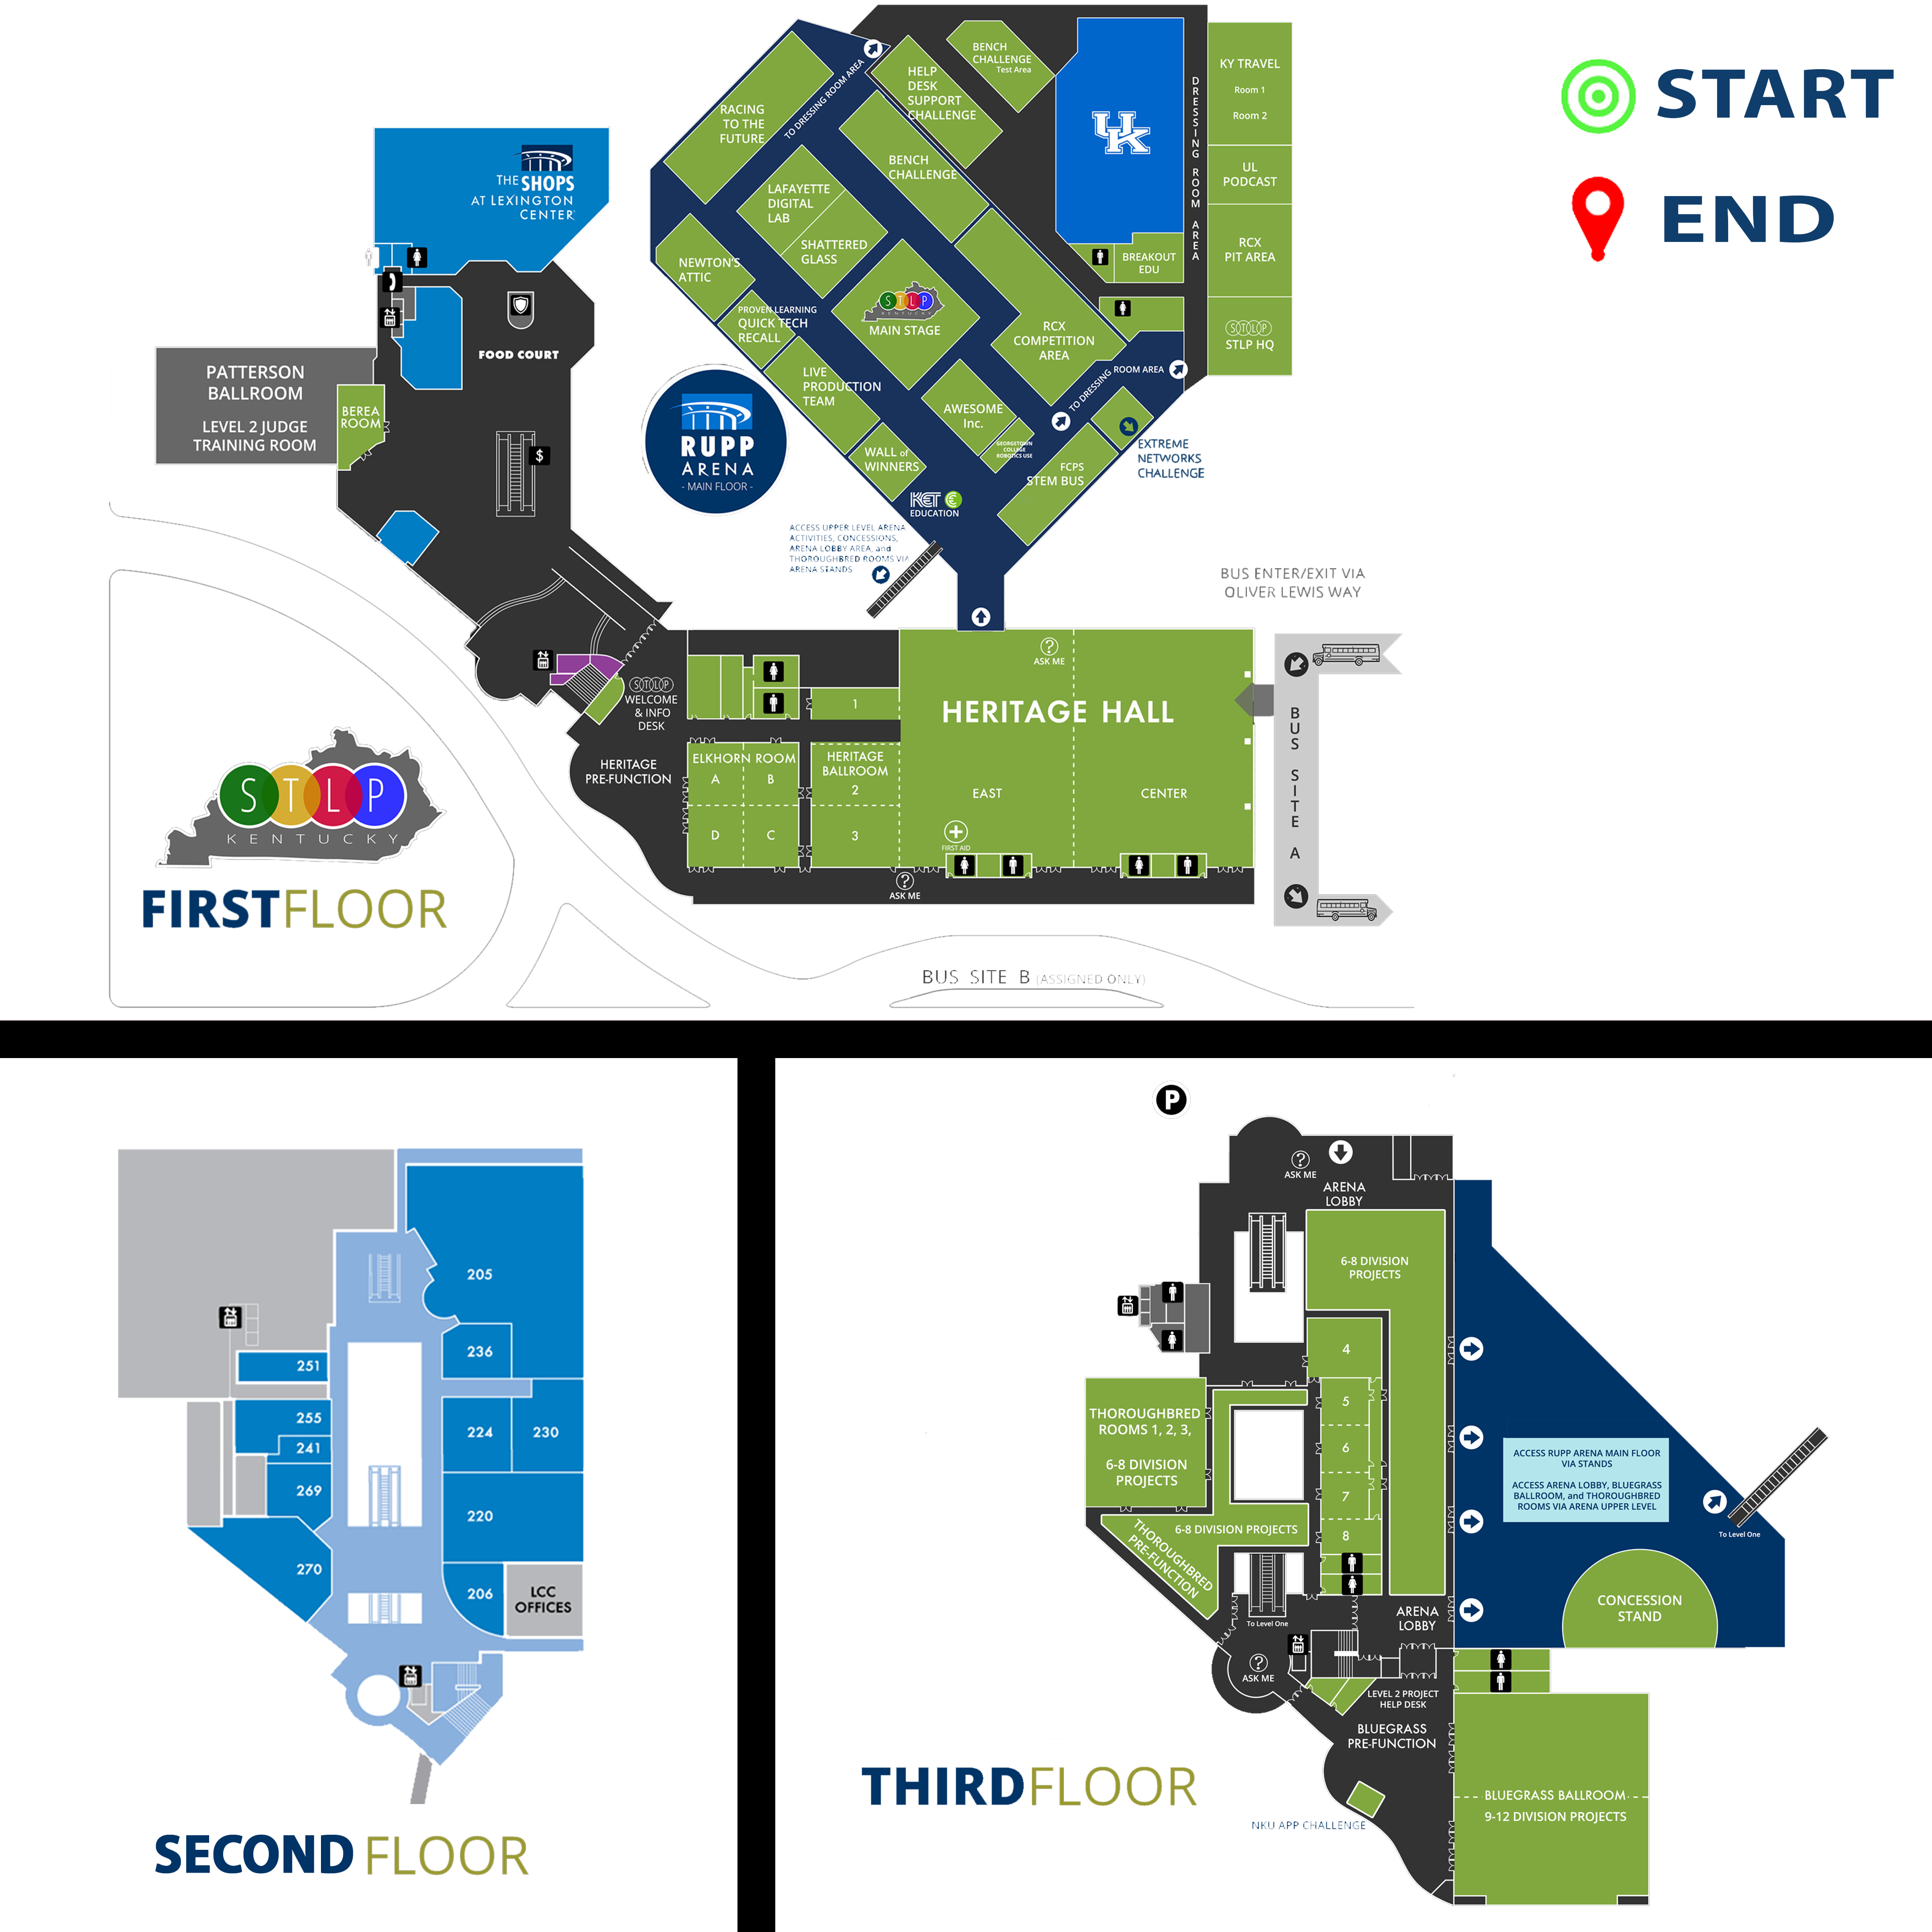 START
END
THE SHOPS
AT LEXINGTON
CENTER
FOOD COURT
$
PATTERSON
BALLROOM
LEVEL 2 JUDGE
TRAINING ROOM
BEREA
ROOM
RACING
TO THE
FUTURE
TO DRESSING ROOM AREA
HELP
DESK
SUPPORT
CHALLENGE
BENCH
CHALLENGE
Test Area
BENCH
CHALLENGE
LAFAYETTE
DIGITAL
LAB
SHATTERED
GLASS
NEWTON'S
ATTIC
PROVEN LEARNING
QUICK TECH
RECALL
LIVE
PRODUCTION
TEAM
WALL of
WINNERS
STLP
KENTUCKY
MAIN STAGE
RCX
COMPETITION
AREA
AWESOME
Inc.
GEORGETOWN
COLLEGE
ROBOTICS USE
FCPS
STEM BUS
TO DRESSING ROOM AREA
EXTREME
NETWORKS
CHALLENGE
KET
EDUCATION
UK
BREAKOUT
EDU
DRESSING ROOM AREA
KY TRAVEL
Room 1
Room 2
UL
PODCAST
RCX
PIT AREA
STLP
STLP HQ
RUPP
ARENA
- MAIN FLOOR -
ACCESS UPPER LEVEL ARENA
ACTIVITIES, CONCESSIONS,
ARENA LOBBY AREA, and
THOROUGHBRED ROOMS VIA
ARENA STANDS
BUS ENTER/EXIT VIA
OLIVER LEWIS WAY
BUS SITE A
STLP
WELCOME
& INFO
DESK
HERITAGE
PRE-FUNCTION
ELKHORN ROOM
A
B
D
C
1
HERITAGE
BALLROOM
2
3
?
ASK ME
HERITAGE HALL
EAST
CENTER
FIRST AID
?
ASK ME
BUS SITE B (ASSIGNED ONLY)
STLP
KENTUCKY
FIRSTFLOOR
205
236
251
255
241
224
230
269
220
270
206
LCC
OFFICES
SECOND FLOOR
P
?
ASK ME
ARENA
LOBBY
6-8 DIVISION
PROJECTS
4
5
6
7
8
THOROUGHBRED
ROOMS 1, 2, 3,
6-8 DIVISION
PROJECTS
6-8 DIVISION PROJECTS
THOROUGHBRED
PRE-FUNCTION
To Level One
?
ASK ME
ARENA
LOBBY
LEVEL 2 PROJECT
HELP DESK
BLUEGRASS
PRE-FUNCTION
NKU APP CHALLENGE
ACCESS RUPP ARENA MAIN FLOOR
VIA STANDS
ACCESS ARENA LOBBY, BLUEGRASS
BALLROOM, and THOROUGHBRED
ROOMS VIA ARENA UPPER LEVEL
To Level One
CONCESSION
STAND
BLUEGRASS BALLROOM
9-12 DIVISION PROJECTS
THIRDFLOOR